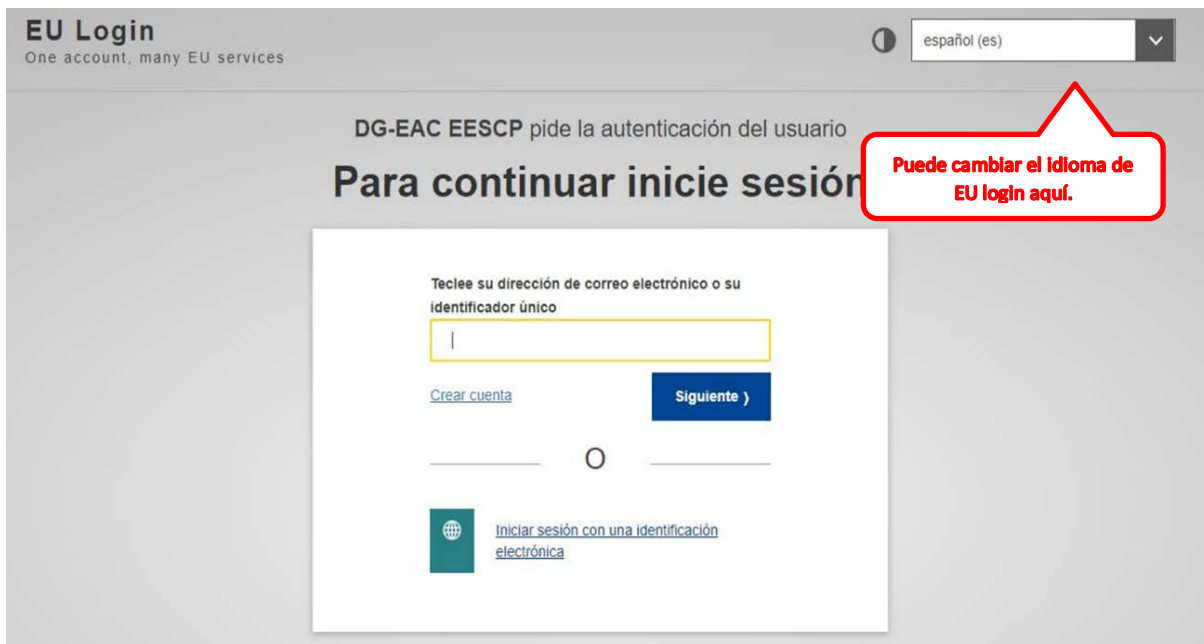 EU Login
One account, many EU services
español (es)
DG-EAC EESCP pide la autenticación del usuario
Para continuar inicie sesión
Puede cambiar el idioma de
EU login aquí.
Teclee su dirección de correo electrónico o su
identificador único
Crear cuenta
Siguiente ⟩
O
Iniciar sesión con una identificación
electrónica